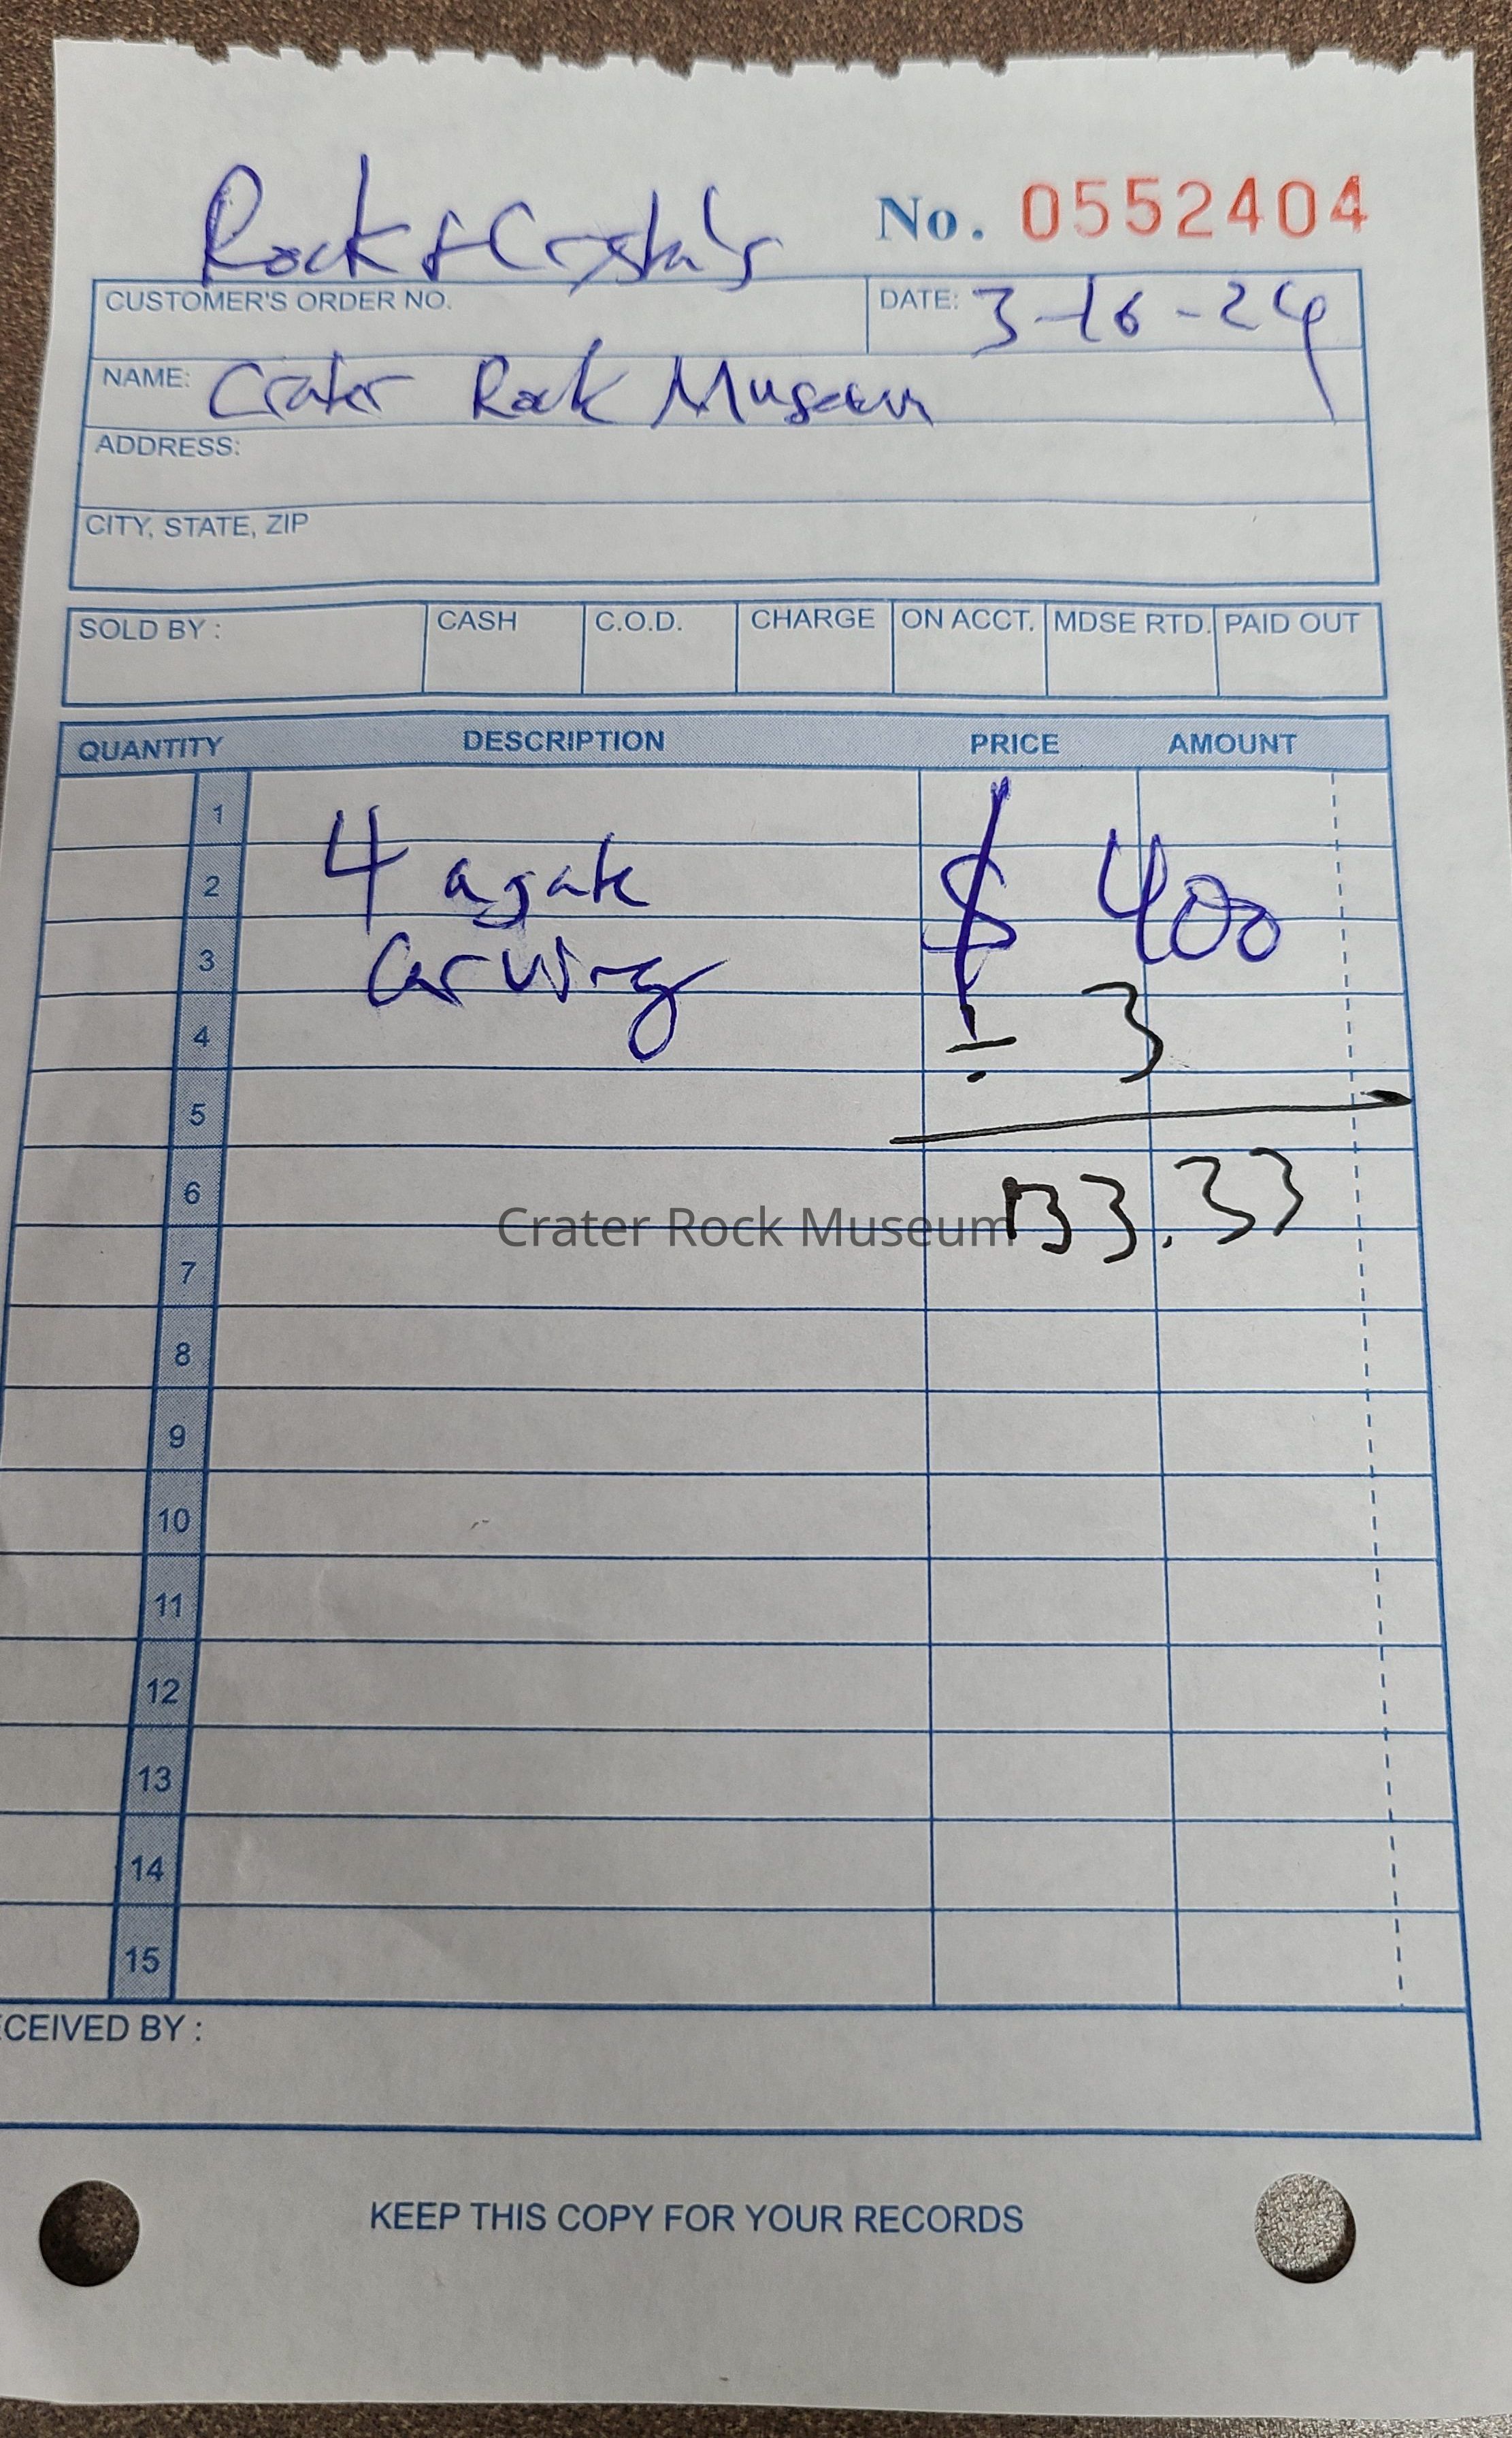 Rock & Crystals
No. 0552404
CUSTOMER'S ORDER NO.
DATE: 3-16-24
NAME: Crater Rock Museum
ADDRESS:
CITY, STATE, ZIP
SOLD BY : CASH C.O.D. CHARGE ON ACCT. MDSE RTD. PAID OUT
QUANTITY DESCRIPTION PRICE AMOUNT
1
2 4 agate $ 400
3 carving
4 ÷ 3
5
6 133.33
Crater Rock Museum
7
8
9
10
11
12
13
14
15
ECEIVED BY :
KEEP THIS COPY FOR YOUR RECORDS